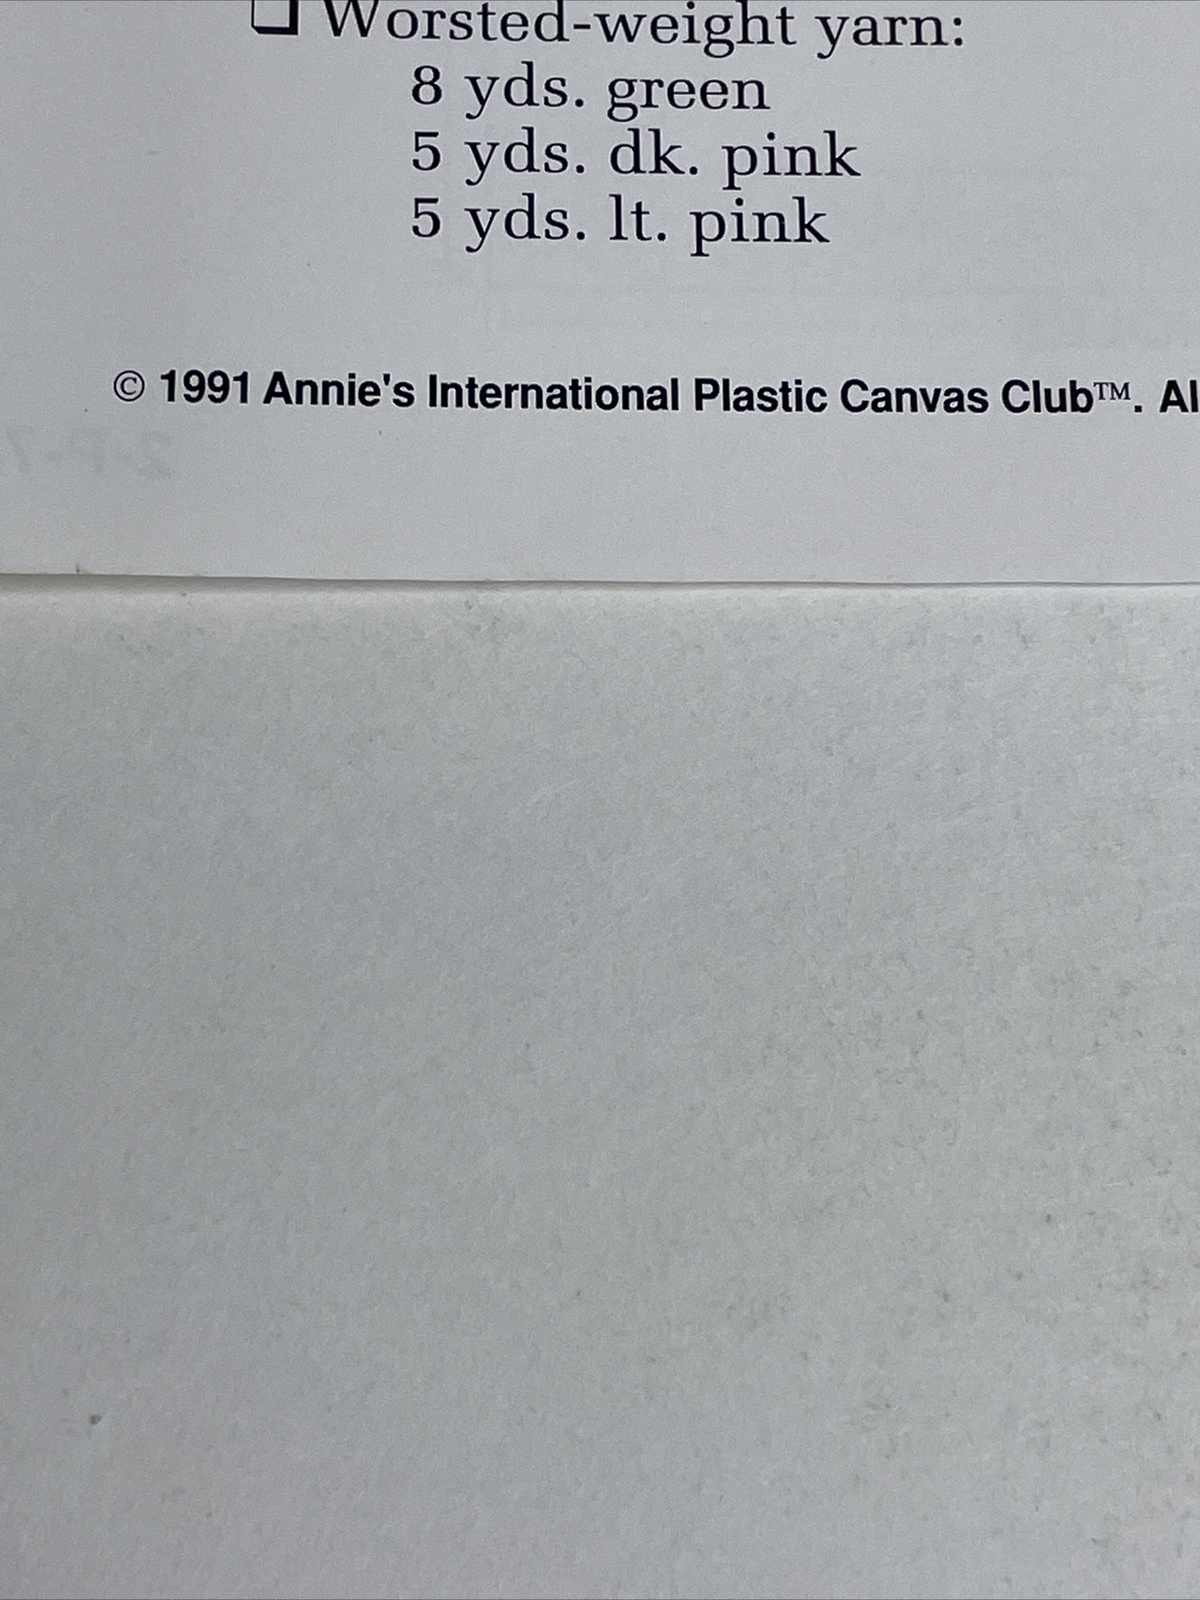 ❑ Worsted-weight yarn:
8 yds. green
5 yds. dk. pink
5 yds. lt. pink
© 1991 Annie's International Plastic Canvas Club™. Al